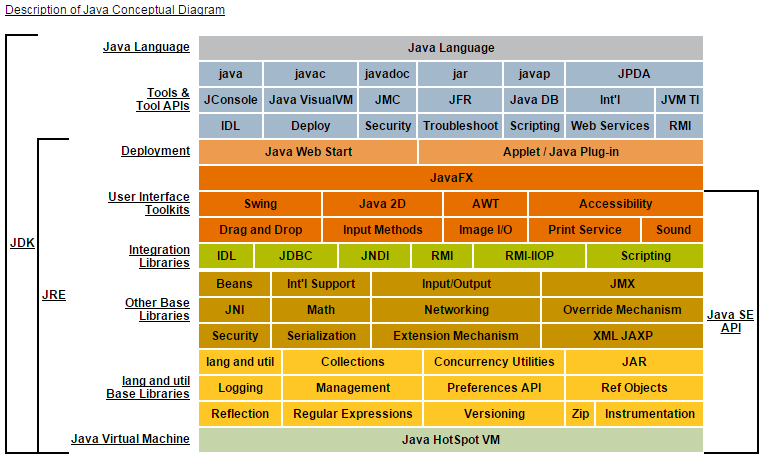 Description of Java Conceptual Diagram
Java Language
Java Language
java javac javadoc jar javap JPDA
Tools &
Tool APIs
JConsole Java VisualVM JMC JFR Java DB Int'l JVM TI
IDL Deploy Security Troubleshoot Scripting Web Services RMI
Deployment
Java Web Start Applet / Java Plug-in
JavaFX
User Interface
Toolkits
Swing Java 2D AWT Accessibility
Drag and Drop Input Methods Image I/O Print Service Sound
Integration
Libraries
IDL JDBC JNDI RMI RMI-IIOP Scripting
Other Base
Libraries
Beans Int'l Support Input/Output JMX
JNI Math Networking Override Mechanism
Security Serialization Extension Mechanism XML JAXP
lang and util
Base Libraries
lang and util Collections Concurrency Utilities JAR
Logging Management Preferences API Ref Objects
Reflection Regular Expressions Versioning Zip Instrumentation
Java Virtual Machine
Java HotSpot VM
JDK
JRE
Java SE
API